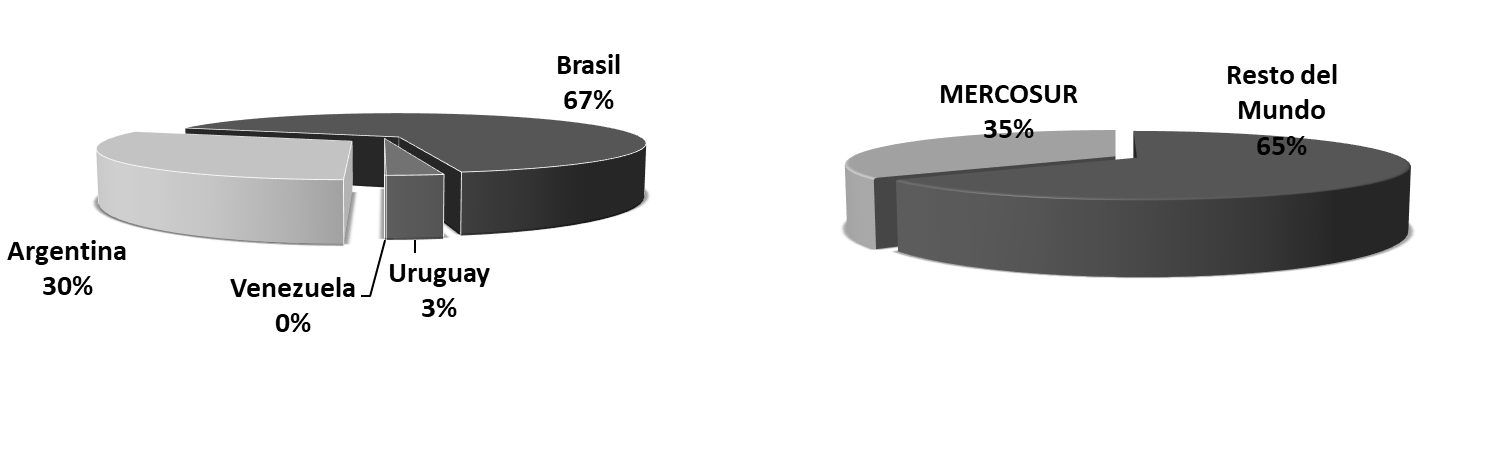 Brasil
67%
Argentina
30%
Venezuela
0%
Uruguay
3%
MERCOSUR
35%
Resto del
Mundo
65%